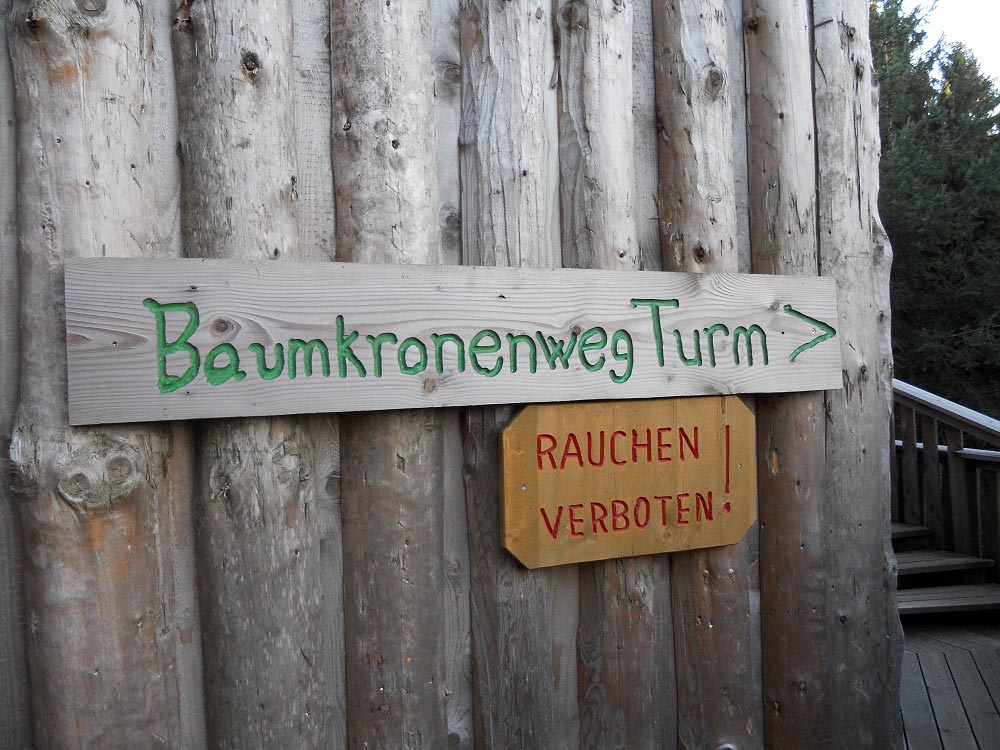 Baumkronenweg Turm >
RAUCHEN
VERBOTEN!